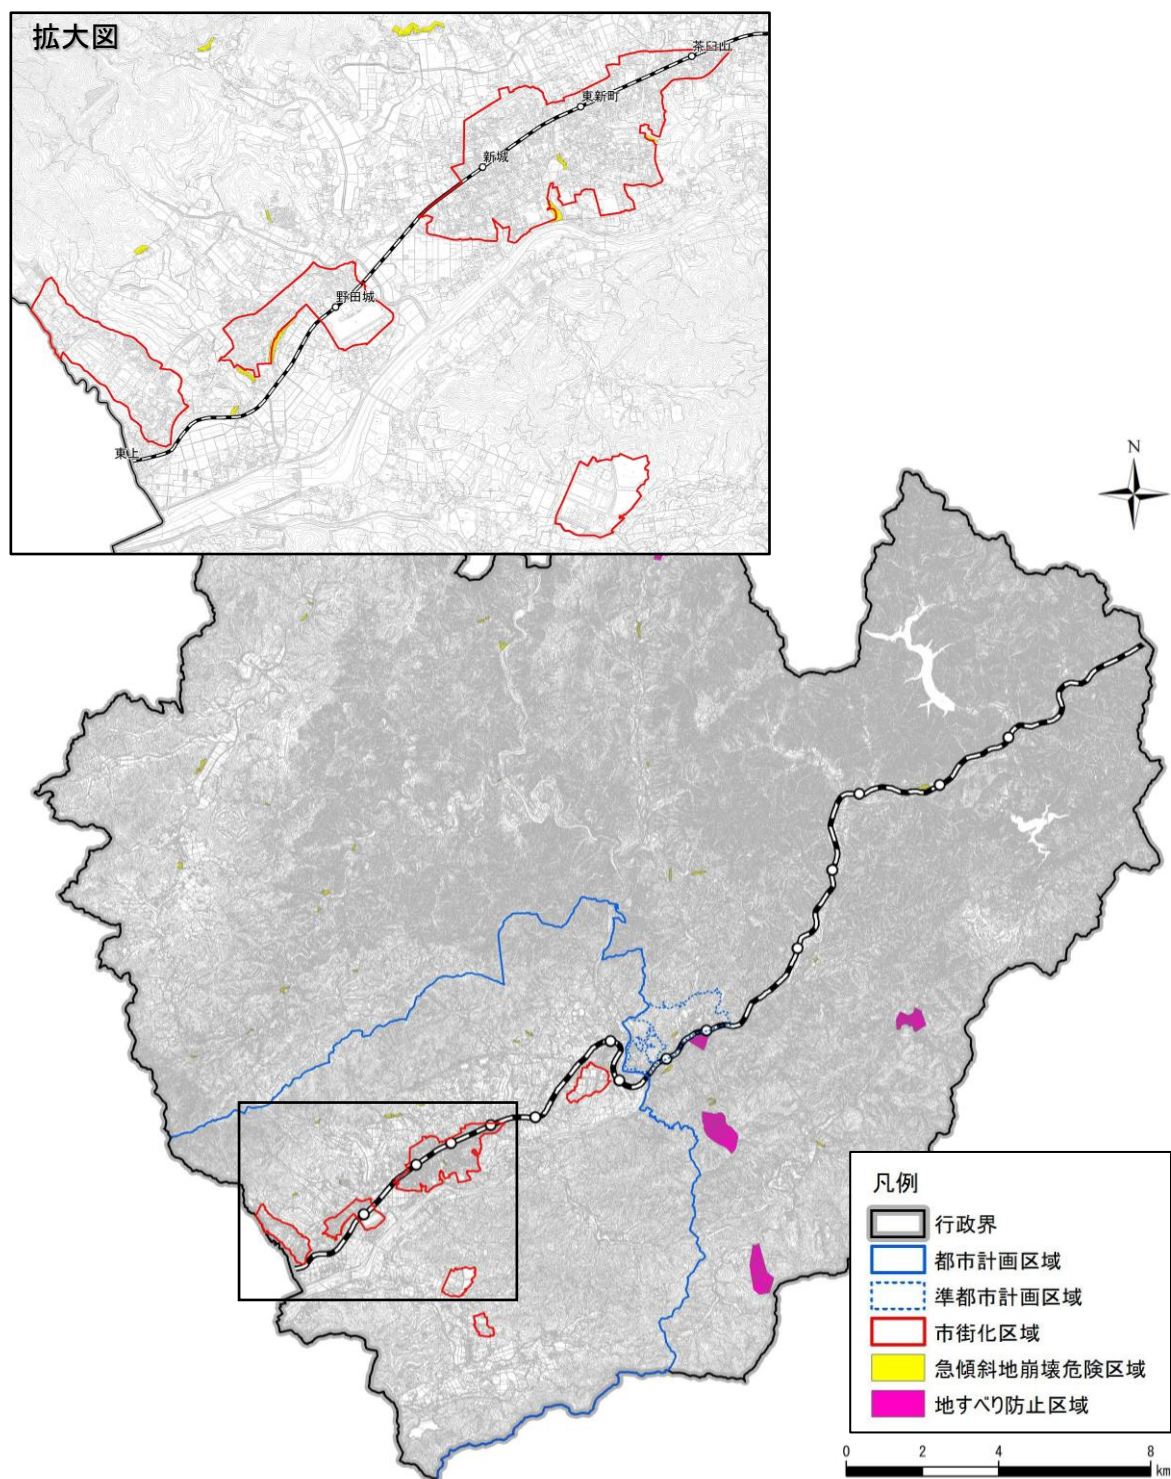 拡大図
茶臼山
東新町
新城
野田城
東上
N
凡例
行政界
都市計画区域
準都市計画区域
市街化区域
急傾斜地崩壊危険区域
地すべり防止区域
0 2 4 8
km